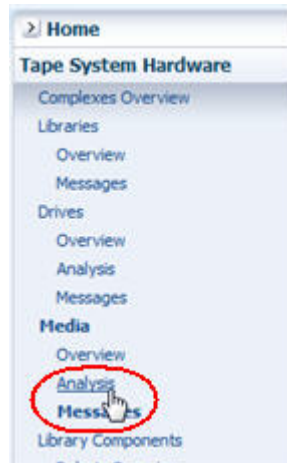 Home
Tape System Hardware
Complexes Overview
Libraries
Overview
Messages
Drives
Overview
Analysis
Messages
Media
Overview
Analysis
Messages
Library Components